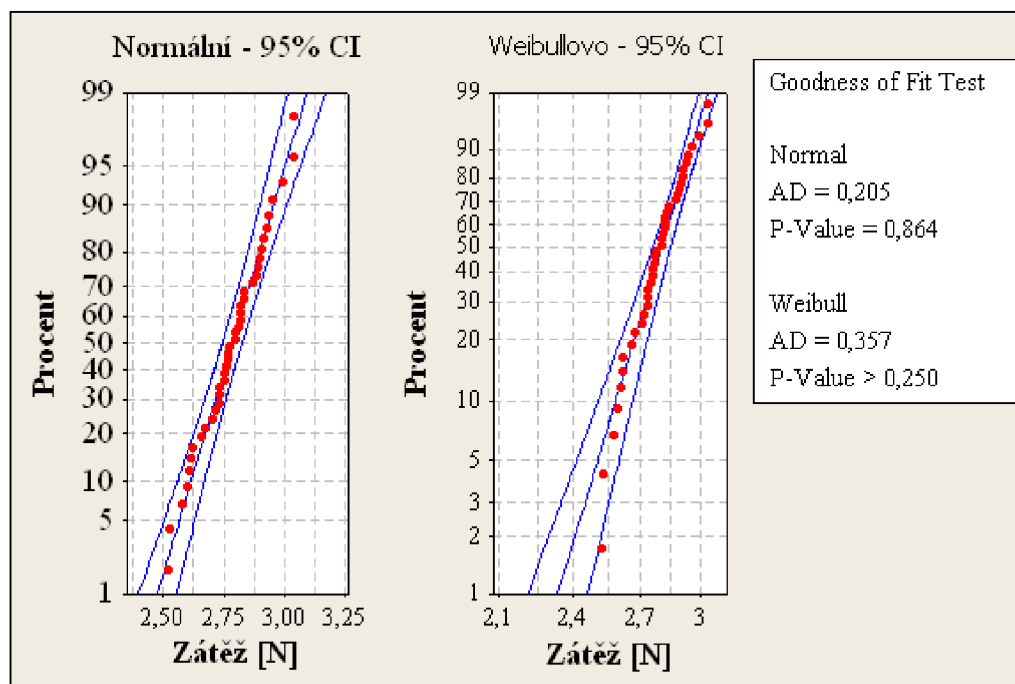 Normální - 95% CI
99
95
90
80
70
60
50
40
30
20
10
5
1
Procent
2,50 2,75 3,00 3,25
Zátěž [N]
Weibullovo - 95% CI
99
90
80
70
60
50
40
30
20
10
5
3
2
1
Procent
2,1 2,4 2,7 3
Zátěž [N]
Goodness of Fit Test
Normal
AD = 0,205
P-Value = 0,864
Weibull
AD = 0,357
P-Value > 0,250